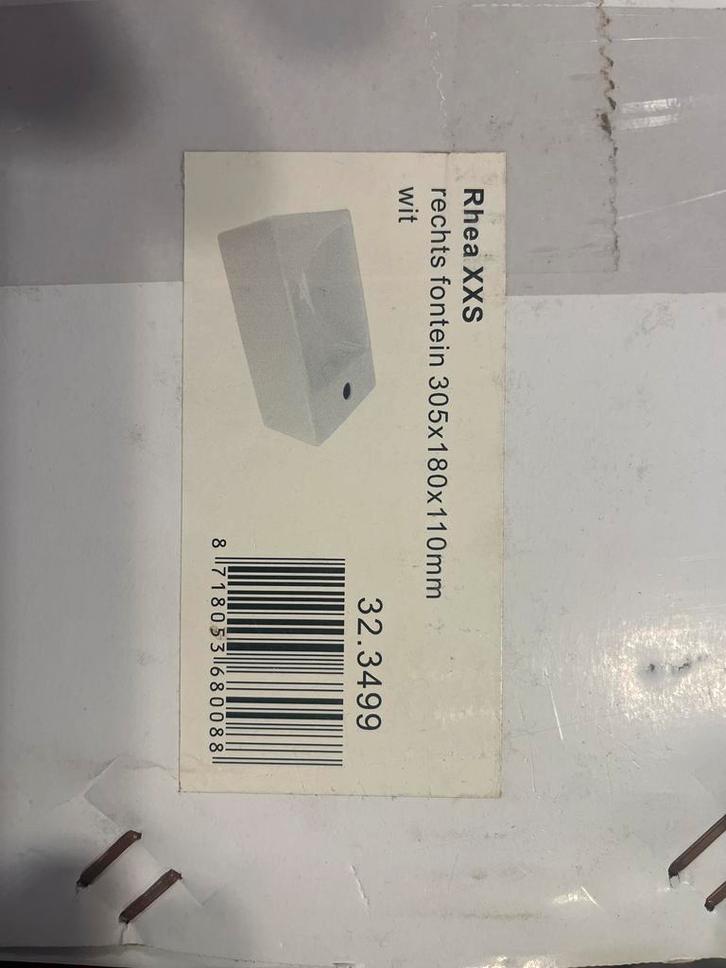 Rhea XXS
rechts fontein 305x180x110mm
wit
32.3499
8 718053 680088